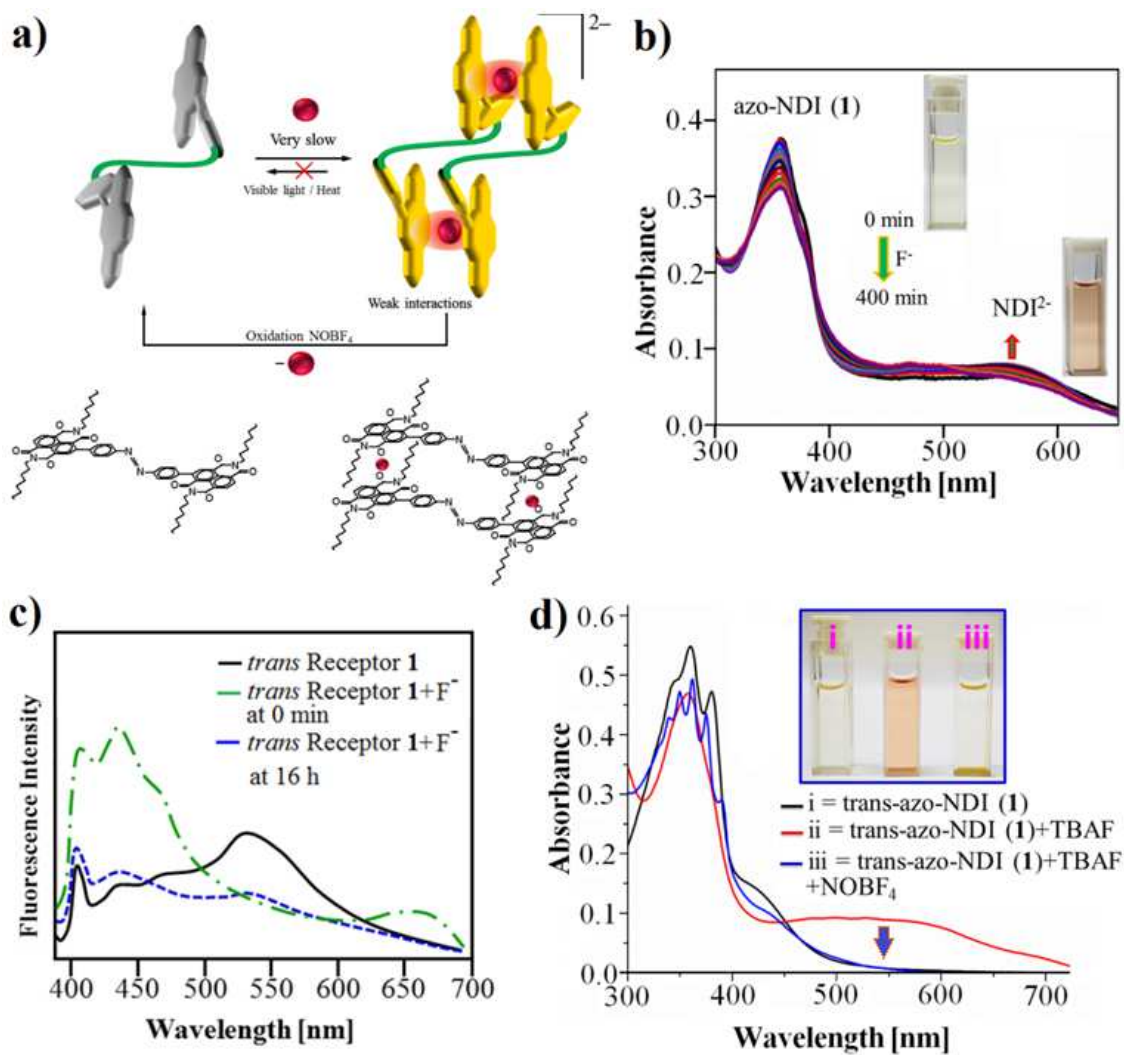 a)
2–
Very slow
Visible light / Heat
Weak interactions
Oxidation NOBF4
–
b)
azo-NDI (1)
0 min
F-
400 min
NDI2-
Absorbance
0.4
0.3
0.2
0.1
0.0
300 400 500 600
Wavelength [nm]
c)
trans Receptor 1
trans Receptor 1+F-
at 0 min
trans Receptor 1+F-
at 16 h
Fluorescence Intensity
400 450 500 550 600 650 700
Wavelength [nm]
d)
i ii iii
i = trans-azo-NDI (1)
ii = trans-azo-NDI (1)+TBAF
iii = trans-azo-NDI (1)+TBAF
+NOBF4
Absorbance
0.6
0.5
0.4
0.3
0.2
0.1
0.0
300 400 500 600 700
Wavelength [nm]